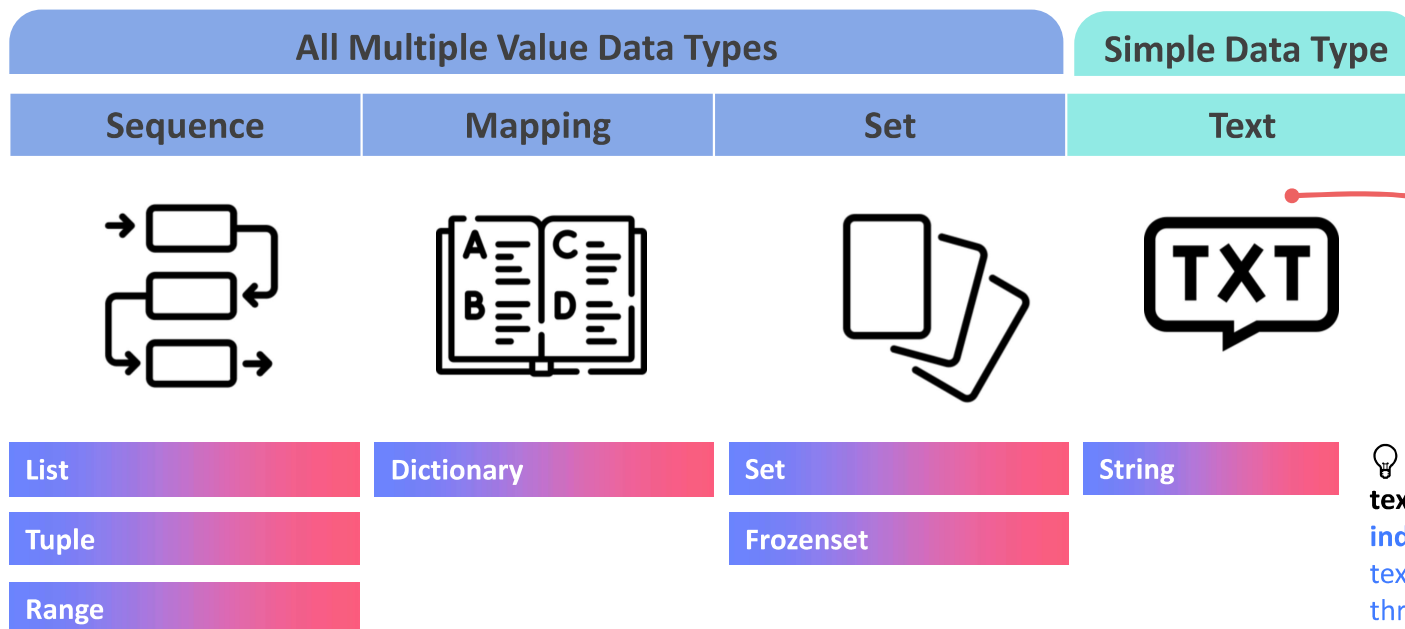 All Multiple Value Data Types
Simple Data Type
Sequence
Mapping
Set
Text
A
B
C
D
TXT
List
Dictionary
Set
String
Tuple
Frozenset
Range